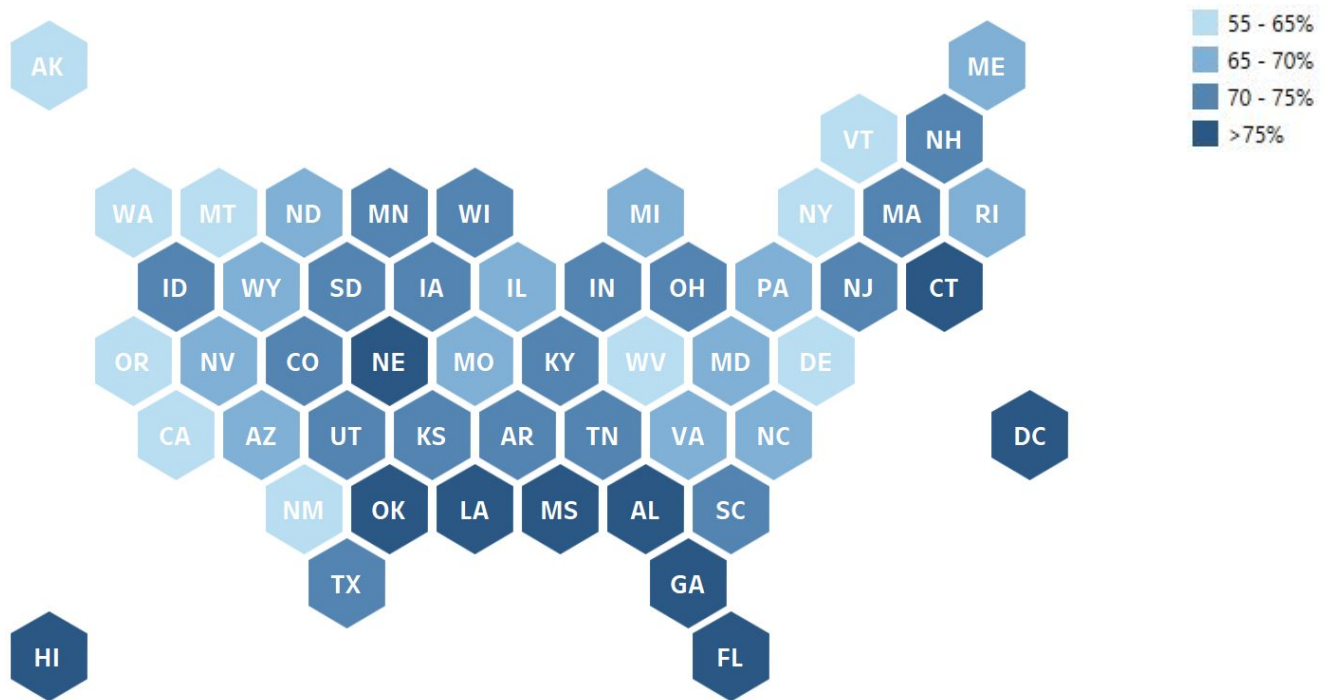 55 - 65%
65 - 70%
70 - 75%
>75%
AK
ME
VT NH
WA MT ND MN WI MI NY MA RI
ID WY SD IA IL IN OH PA NJ CT
OR NV CO NE MO KY WV MD DE
CA AZ UT KS AR TN VA NC DC
NM OK LA MS AL SC
TX GA
HI FL